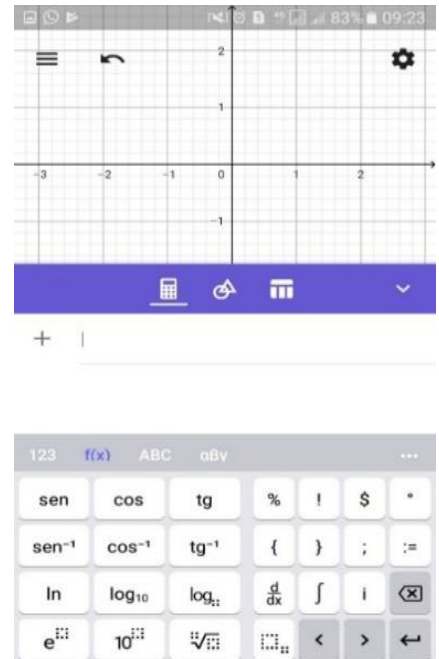 83% 09:23
2
1
-3 -2 -1 0 1 2
-1
+
123 f(x) ABC αβγ ...
sen cos tg % ! $ °
sen⁻¹ cos⁻¹ tg⁻¹ { } ; :=
ln log₁₀ log d/dx ∫ i
e 10 √ < >